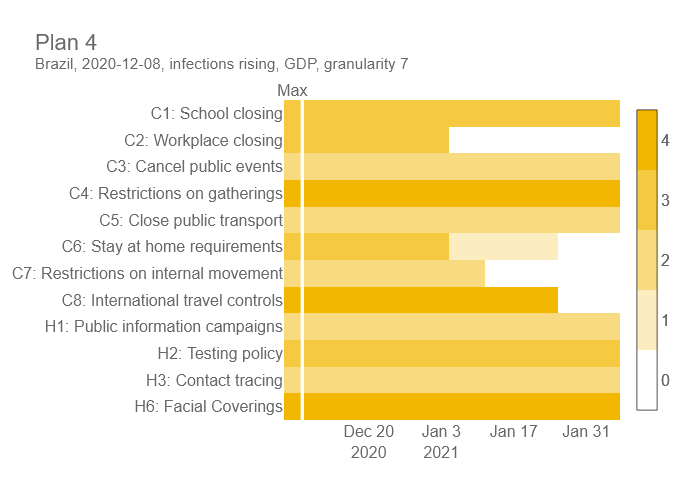 Plan 4
Brazil, 2020-12-08, infections rising, GDP, granularity 7
Max
C1: School closing
C2: Workplace closing
C3: Cancel public events
C4: Restrictions on gatherings
C5: Close public transport
C6: Stay at home requirements
C7: Restrictions on internal movement
C8: International travel controls
H1: Public information campaigns
H2: Testing policy
H3: Contact tracing
H6: Facial Coverings
Dec 20 Jan 3 Jan 17 Jan 31
2020 2021
4
3
2
1
0